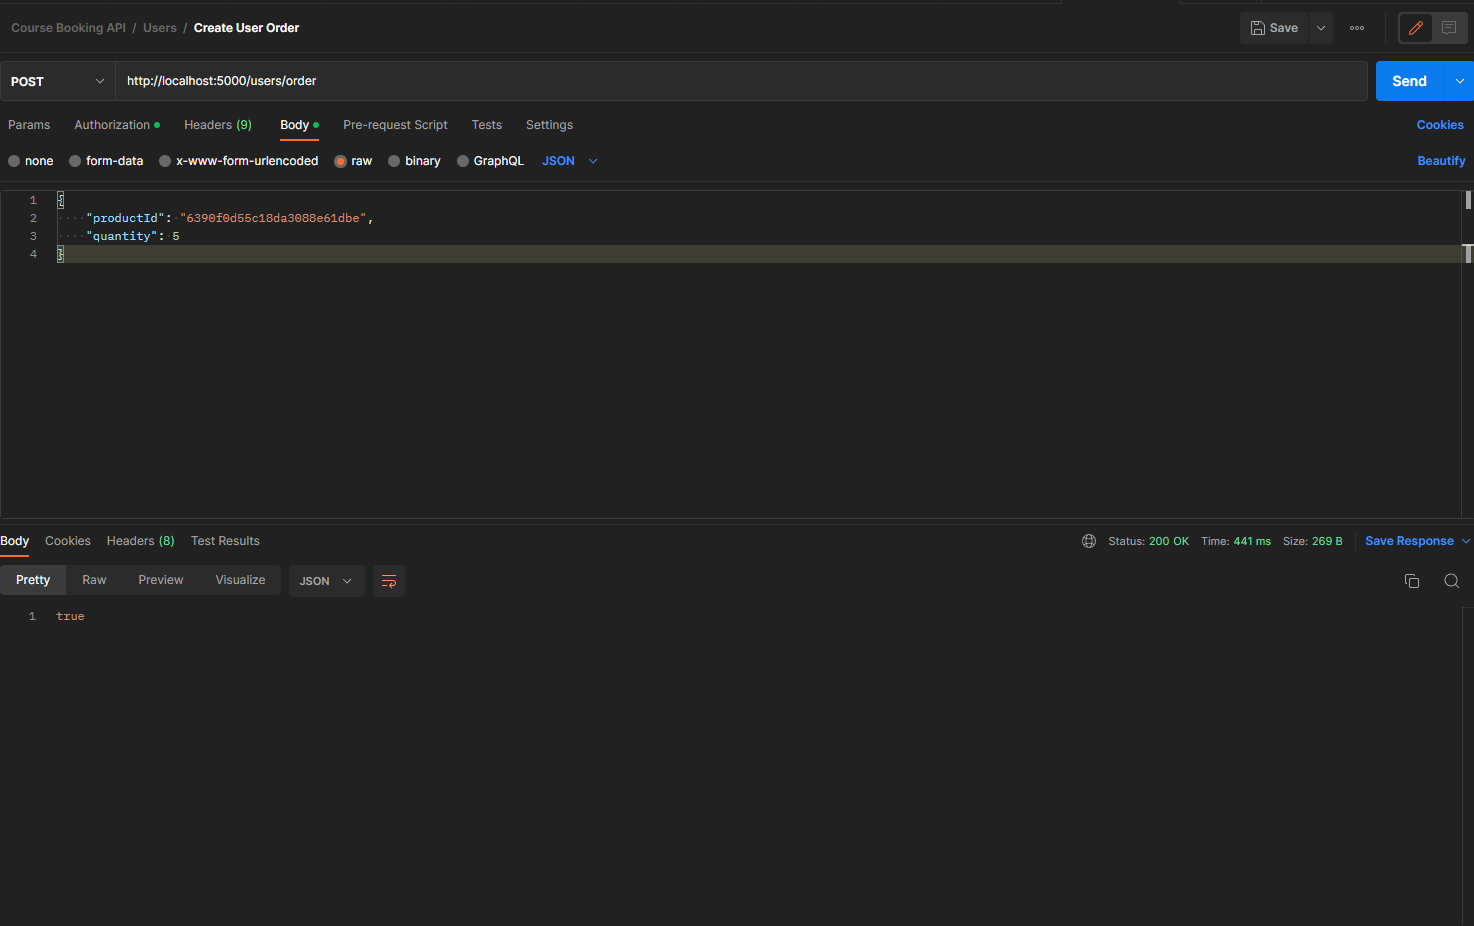 Course Booking API / Users / Create User Order
Save
POST
http://localhost:5000/users/order
Send
Params Authorization Headers (9) Body Pre-request Script Tests Settings Cookies
none form-data x-www-form-urlencoded raw binary GraphQL JSON Beautify
1 {
2 "productId": "6390f0d55c18da3088e61dbe",
3 "quantity": 5
4 }
Body Cookies Headers (8) Test Results Status: 200 OK Time: 441 ms Size: 269 B Save Response
Pretty Raw Preview Visualize JSON
1 true